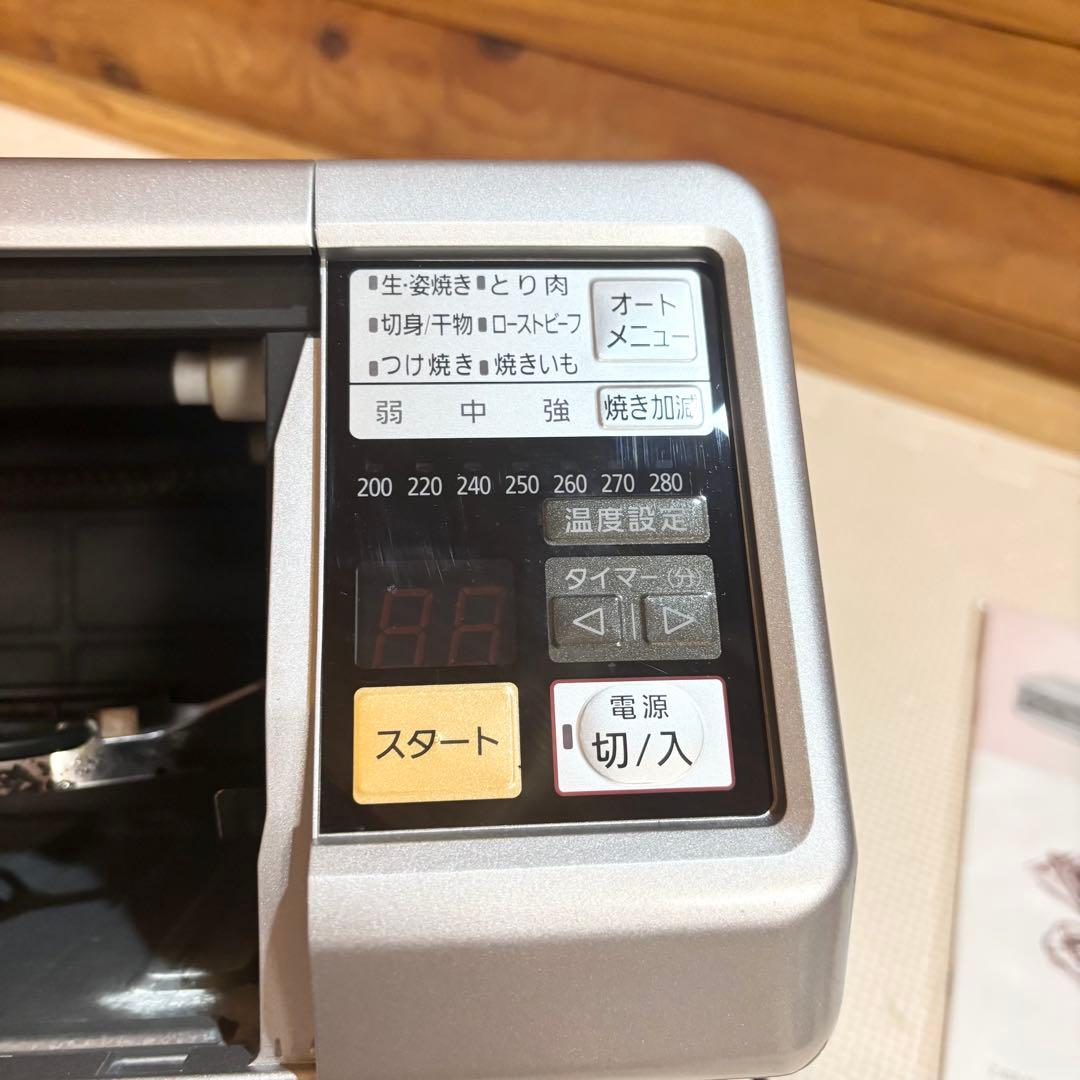 生・姿焼き とり肉
オート
メニュー
切身/干物 ローストビーフ
つけ焼き 焼きいも
弱 中 強 焼き加減
200 220 240 250 260 270 280
温度設定
タイマー(分)
◁ ▷
スタート
電源
切/入